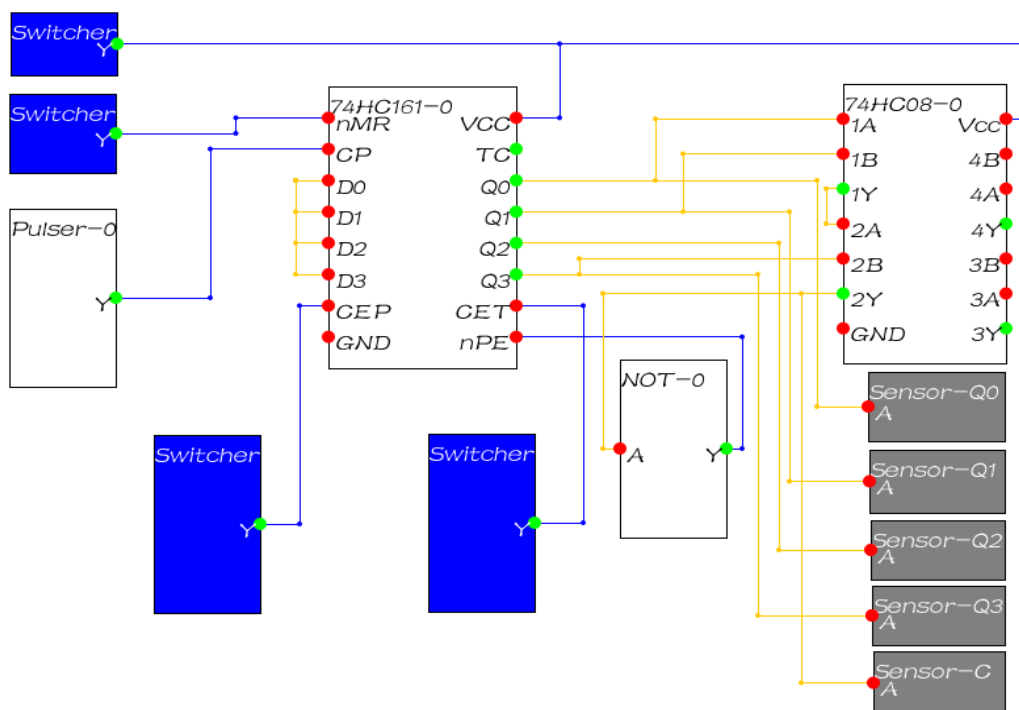 Switcher
Y
Switcher
Y
Pulser-0
Y
74HC161-0
nMR
VCC
CP
TC
D0
Q0
D1
Q1
D2
Q2
D3
Q3
CEP
CET
GND
nPE
74HC08-0
1A
Vcc
1B
4B
1Y
4A
2A
4Y
2B
3B
2Y
3A
GND
3Y
NOT-0
A
Y
Switcher
Y
Switcher
Y
Sensor-Q0
A
Sensor-Q1
A
Sensor-Q2
A
Sensor-Q3
A
Sensor-C
A